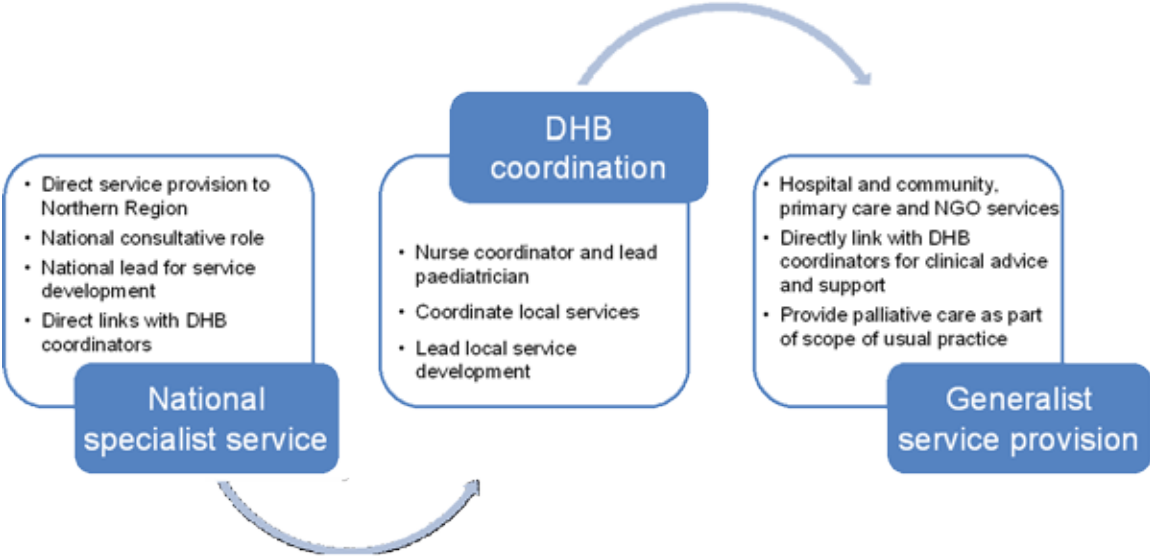 • Direct service provision to
Northern Region
• National consultative role
• National lead for service
development
• Direct links with DHB
coordinators
National
specialist service
DHB
coordination
• Nurse coordinator and lead
paediatrician
• Coordinate local services
• Lead local service
development
• Hospital and community,
primary care and NGO services
• Directly link with DHB
coordinators for clinical advice
and support
• Provide palliative care as part
of scope of usual practice
Generalist
service provision